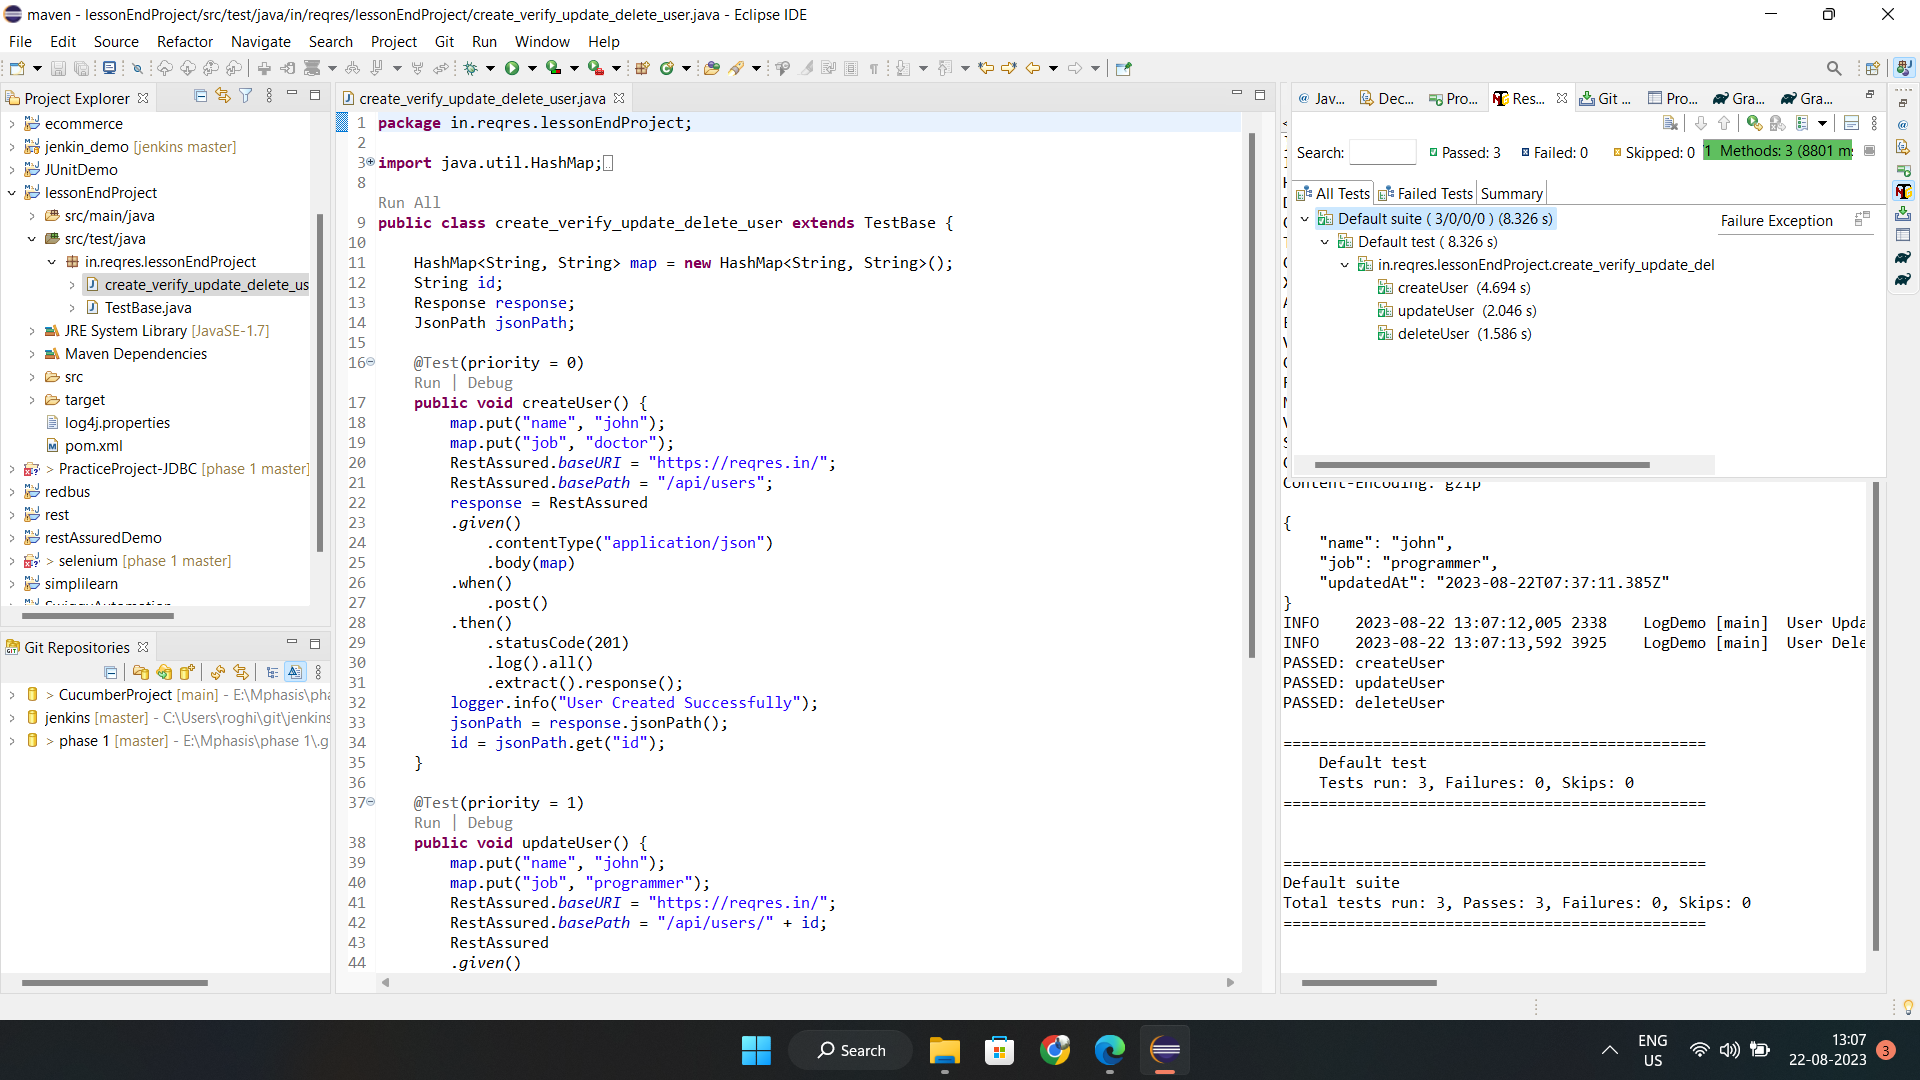 maven - lessonEndProject/src/test/java/in/reqres/lessonEndProject/create_verify_update_delete_user.java - Eclipse IDE
File Edit Source Refactor Navigate Search Project Git Run Window Help
Project Explorer
ecommerce
jenkin_demo [jenkins master]
JUnitDemo
lessonEndProject
src/main/java
src/test/java
in.reqres.lessonEndProject
create_verify_update_delete_us
TestBase.java
JRE System Library [JavaSE-1.7]
Maven Dependencies
src
target
log4j.properties
pom.xml
> PracticeProject-JDBC [phase 1 master]
redbus
rest
restAssuredDemo
> selenium [phase 1 master]
simplilearn
Git Repositories
> CucumberProject [main] - E:\Mphasis\pha
jenkins [master] - C:\Users\roghi\git\jenkins
> phase 1 [master] - E:\Mphasis\phase 1\.g
create_verify_update_delete_user.java
1 package in.reqres.lessonEndProject;
2
3 import java.util.HashMap;
8
Run All
9 public class create_verify_update_delete_user extends TestBase {
10
11 HashMap<String, String> map = new HashMap<String, String>();
12 String id;
13 Response response;
14 JsonPath jsonPath;
15
16 @Test(priority = 0)
Run | Debug
17 public void createUser() {
18 map.put("name", "john");
19 map.put("job", "doctor");
20 RestAssured.baseURI = "https://reqres.in/";
21 RestAssured.basePath = "/api/users";
22 response = RestAssured
23 .given()
24 .contentType("application/json")
25 .body(map)
26 .when()
27 .post()
28 .then()
29 .statusCode(201)
30 .log().all()
31 .extract().response();
32 logger.info("User Created Successfully");
33 jsonPath = response.jsonPath();
34 id = jsonPath.get("id");
35 }
36
37 @Test(priority = 1)
Run | Debug
38 public void updateUser() {
39 map.put("name", "john");
40 map.put("job", "programmer");
41 RestAssured.baseURI = "https://reqres.in/";
42 RestAssured.basePath = "/api/users/" + id;
43 RestAssured
44 .given()
@ Jav... Dec... Pro... Res... Git ... Pro... Gra... Gra...
Search: Passed: 3 Failed: 0 Skipped: 0 Methods: 3 (8801 ms
All Tests Failed Tests Summary
Default suite ( 3/0/0/0 ) (8.326 s)
Failure Exception
Default test ( 8.326 s)
in.reqres.lessonEndProject.create_verify_update_del
createUser (4.694 s)
updateUser (2.046 s)
deleteUser (1.586 s)
Content-Encoding: gzip
{
"name": "john",
"job": "programmer",
"updatedAt": "2023-08-22T07:37:11.385Z"
}
INFO 2023-08-22 13:07:12,005 2338 LogDemo [main] User Upda
INFO 2023-08-22 13:07:13,592 3925 LogDemo [main] User Dele
PASSED: createUser
PASSED: updateUser
PASSED: deleteUser
===============================================
Default test
Tests run: 3, Failures: 0, Skips: 0
===============================================
===============================================
Default suite
Total tests run: 3, Passes: 3, Failures: 0, Skips: 0
===============================================
Search
ENG
US
13:07
22-08-2023
3